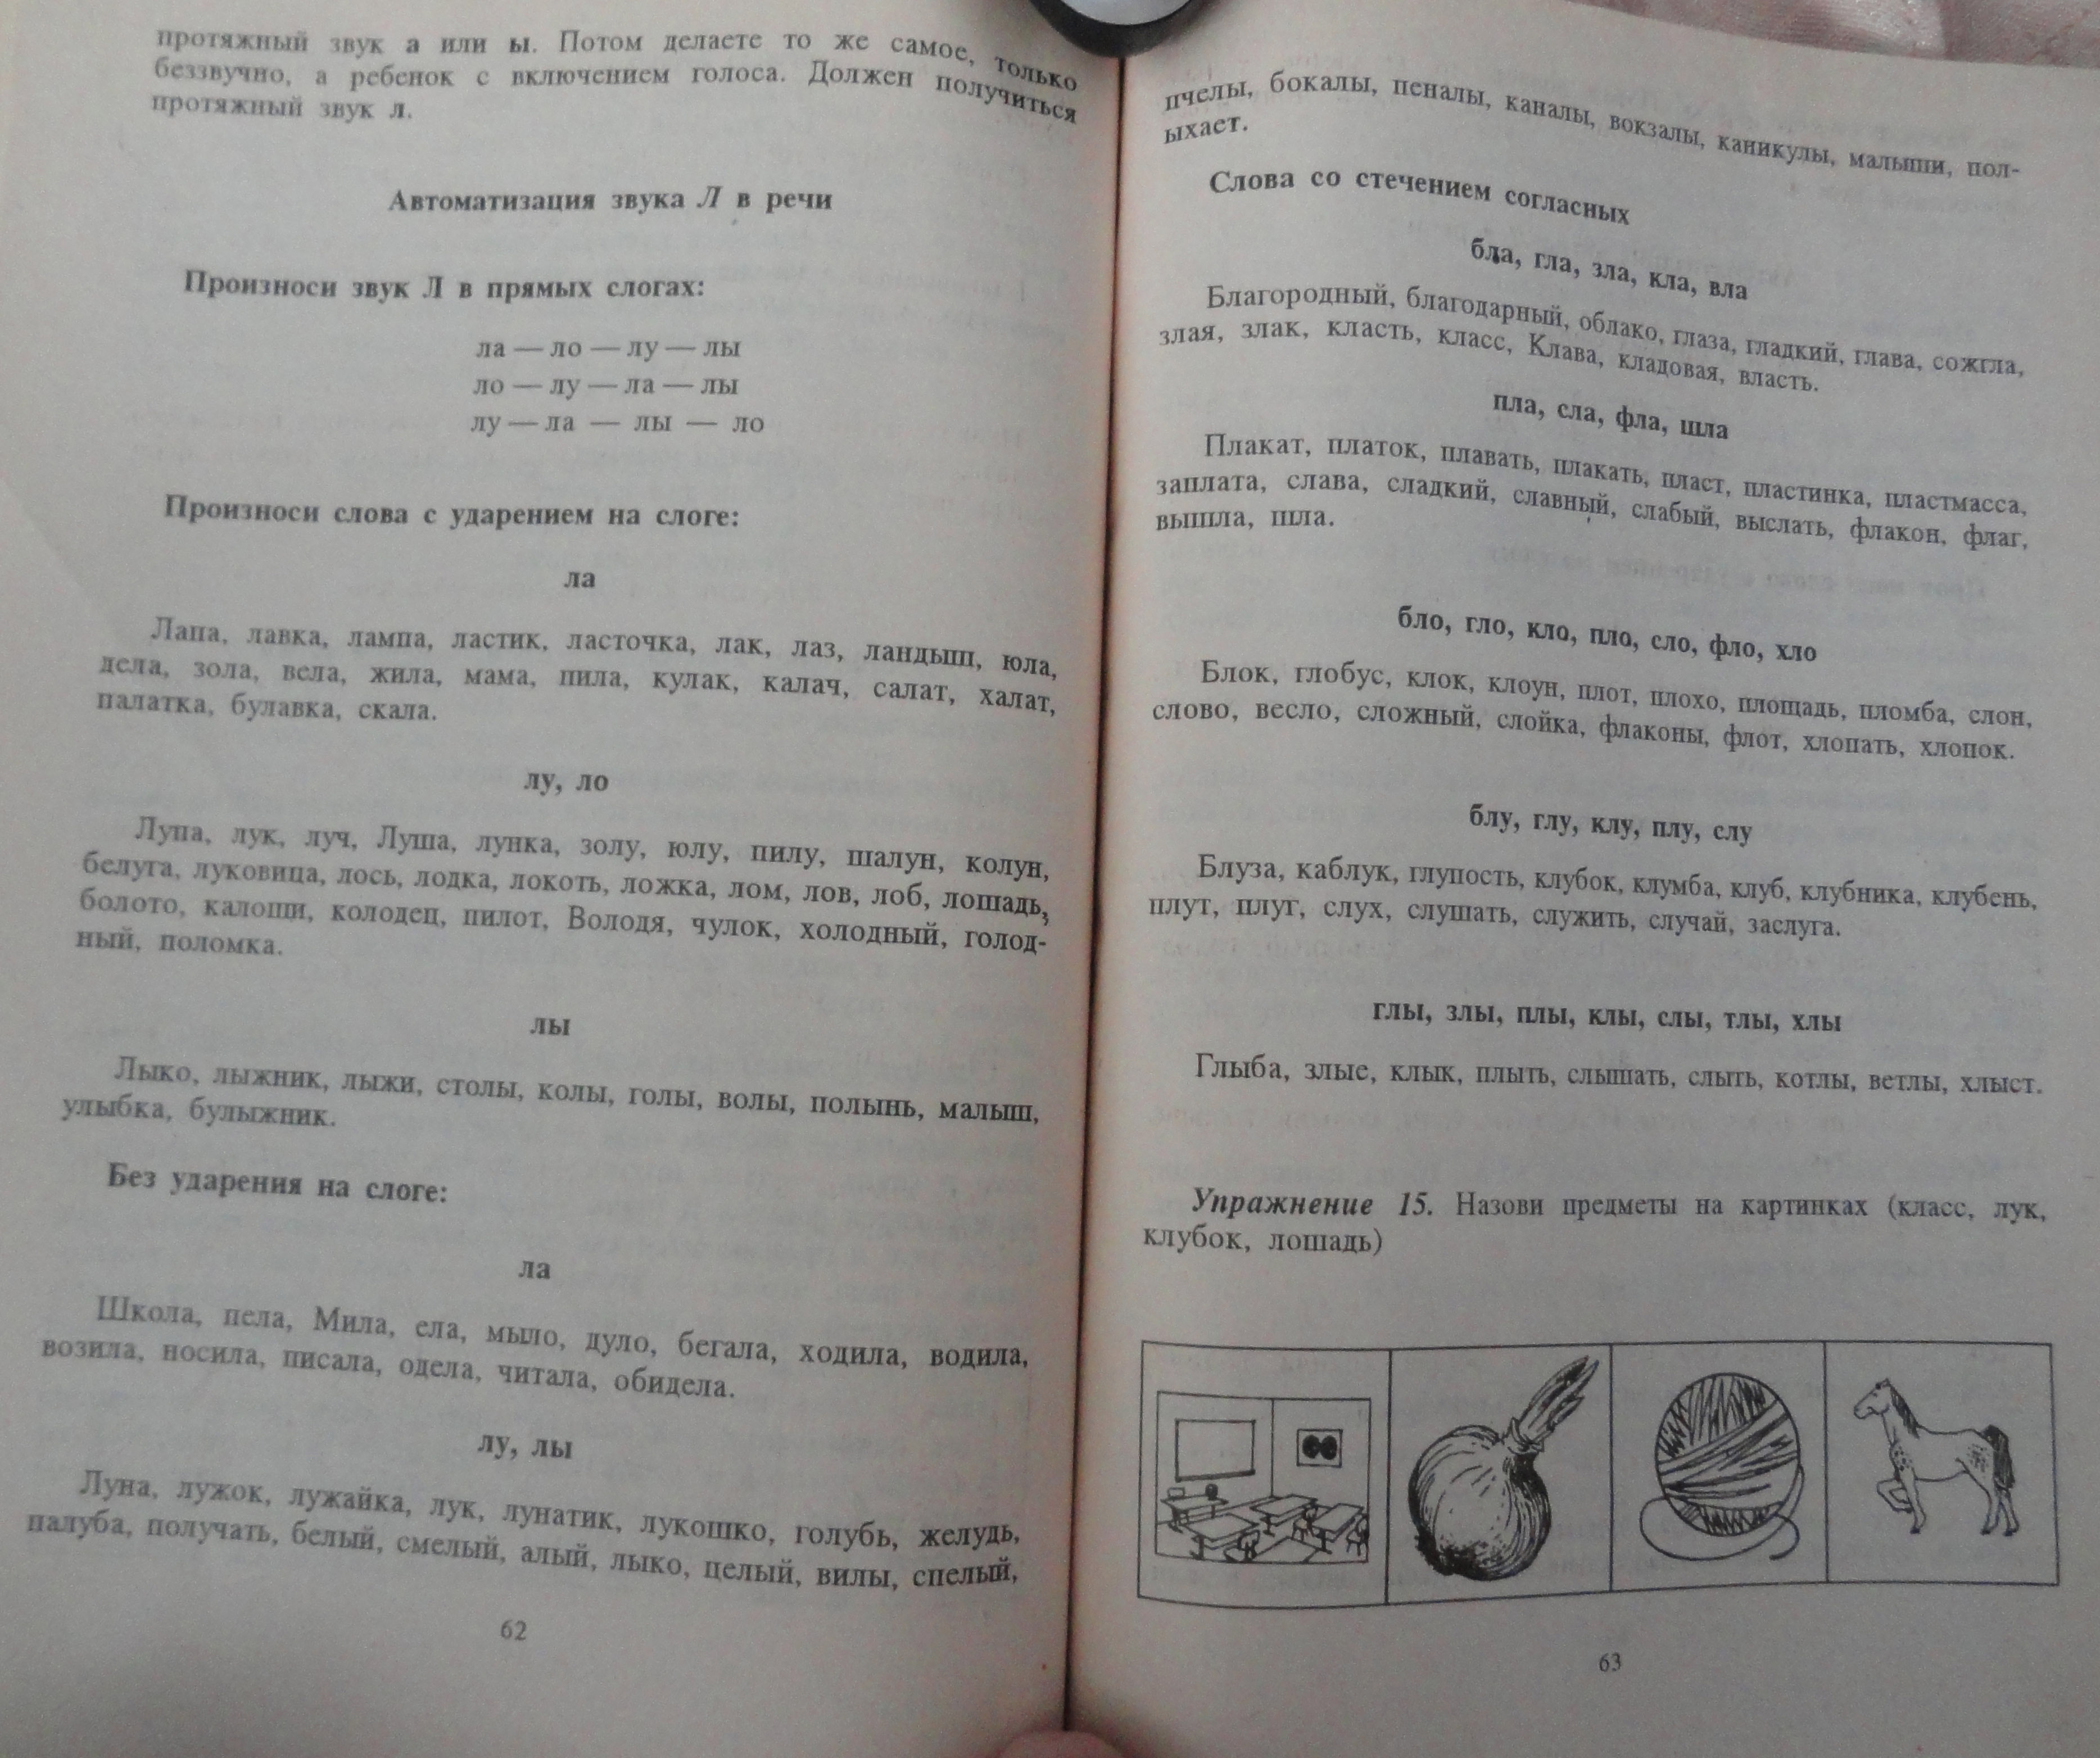 протяжный звук а или ы. Потом делаете то же самое, только
беззвучно, а ребенок с включением голоса. Должен получиться
протяжный звук л.
Автоматизация звука Л в речи
Произноси звук Л в прямых слогах:
ла — ло — лу — лы
ло — лу — ла — лы
лу — ла — лы — ло
Произноси слова с ударением на слоге:
ла
Лапа, лавка, лампа, ластик, ласточка, лак, лаз, ландыш, юла,
дела, зола, вела, жила, мама, пила, кулак, калач, салат, халат,
палатка, булавка, скала.
лу, ло
Лупа, лук, луч, Луша, лунка, золу, юлу, пилу, шалун, колун,
белуга, луковица, лось, лодка, локоть, ложка, лом, лов, лоб, лошадь,
болото, калоши, колодец, пилот, Володя, чулок, холодный, голод-
ный, поломка.
лы
Лыко, лыжник, лыжи, столы, колы, голы, волы, полынь, малыш,
улыбка, булыжник.
Без ударения на слоге:
ла
Школа, пела, Мила, ела, мыло, дуло, бегала, ходила, водила,
возила, носила, писала, одела, читала, обидела.
лу, лы
Луна, лужок, лужайка, лук, лунатик, лукошко, голубь, желудь,
палуба, получать, белый, смелый, алый, лыко, целый, вилы, спелый,
62
пчелы, бокалы, пеналы, каналы, вокзалы, каникулы, малыши, пол-
ыхает.
Слова со стечением согласных
бла, гла, зла, кла, вла
Благородный, благодарный, облако, глаза, гладкий, глава, сожгла,
злая, злак, класть, класс, Клава, кладовая, власть.
пла, сла, фла, шла
Плакат, платок, плавать, плакать, пласт, пластинка, пластмасса,
заплата, слава, сладкий, славный, слабый, выслать, флакон, флаг,
вышла, шла.
бло, гло, кло, пло, сло, фло, хло
Блок, глобус, клок, клоун, плот, плохо, площадь, пломба, слон,
слово, весло, сложный, слойка, флаконы, флот, хлопать, хлопок.
блу, глу, клу, плу, слу
Блуза, каблук, глупость, клубок, клумба, клуб, клубника, клубень,
плут, плуг, слух, слушать, служить, случай, заслуга.
глы, злы, плы, клы, слы, тлы, хлы
Глыба, злые, клык, плыть, слышать, слыть, котлы, ветлы, хлыст.
Упражнение 15. Назови предметы на картинках (класс, лук,
клубок, лошадь)
63